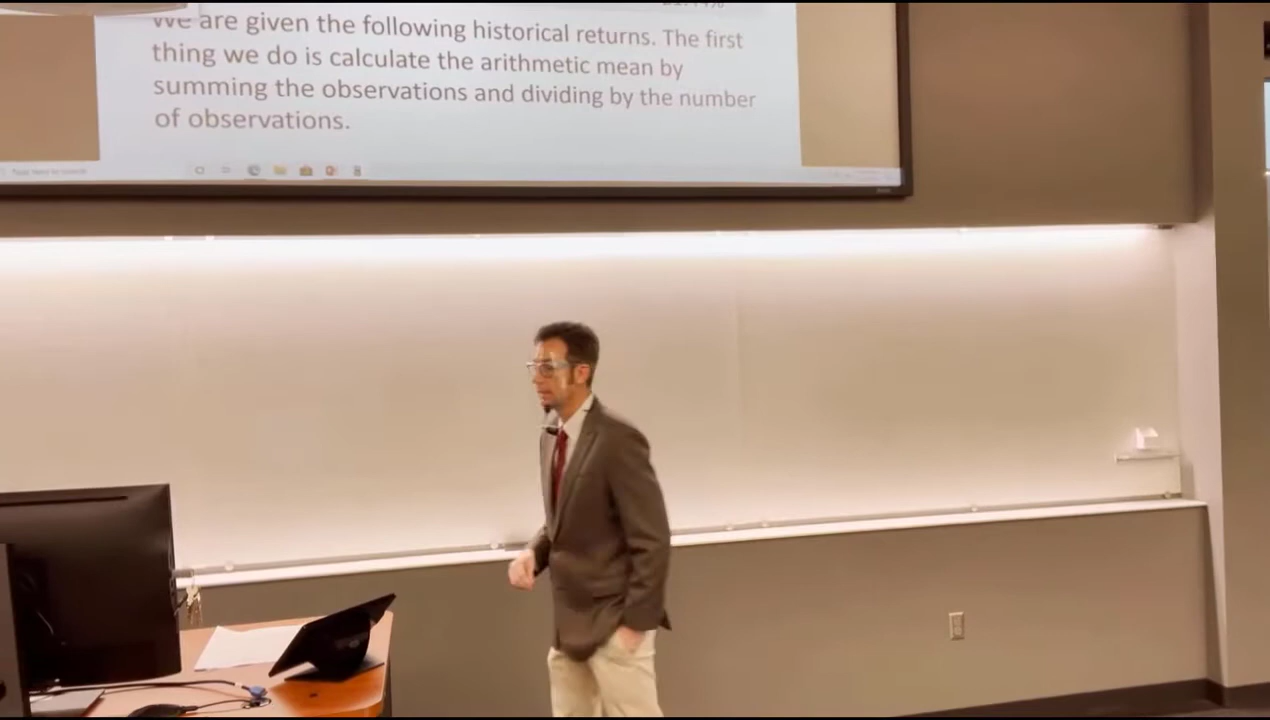 We are given the following historical returns. The first
thing we do is calculate the arithmetic mean by
summing the observations and dividing by the number
of observations.